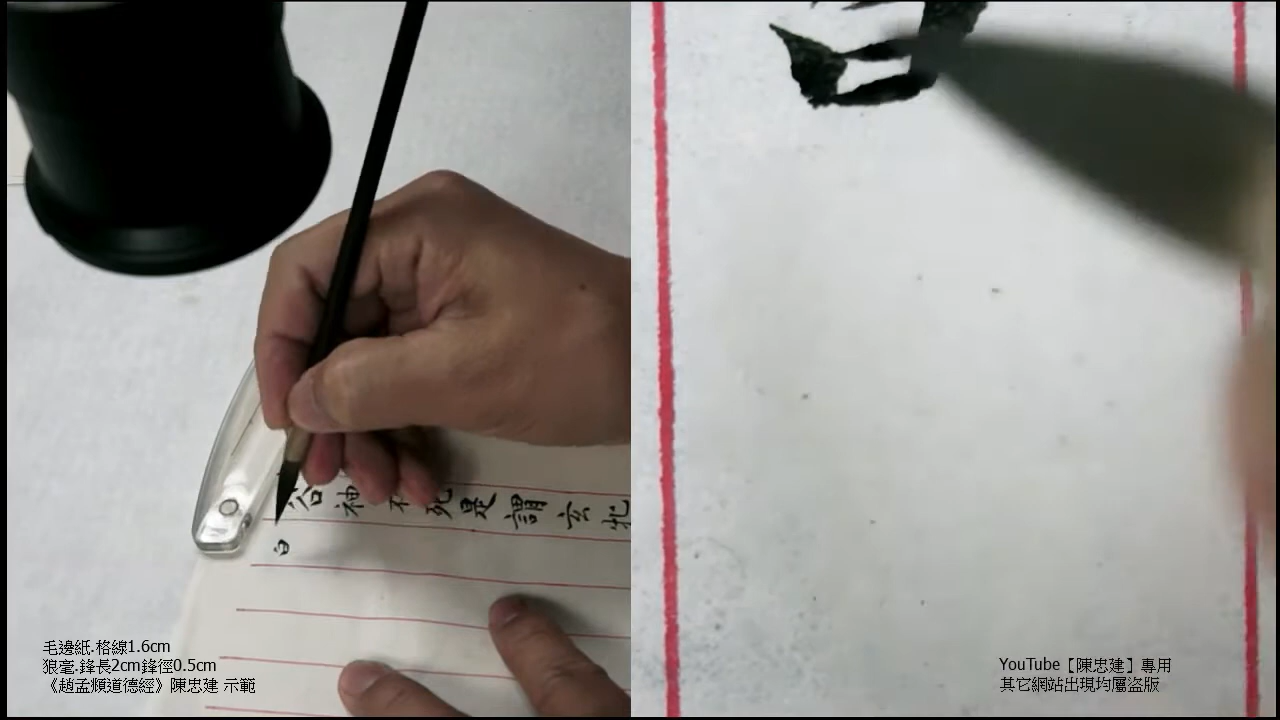 谷神不死是謂玄牝
毛邊紙.格線1.6cm
狼毫.鋒長2cm鋒徑0.5cm
《趙孟頫道德經》陳忠建 示範
YouTube［陳忠建］專用
其它網站出現均屬盜版